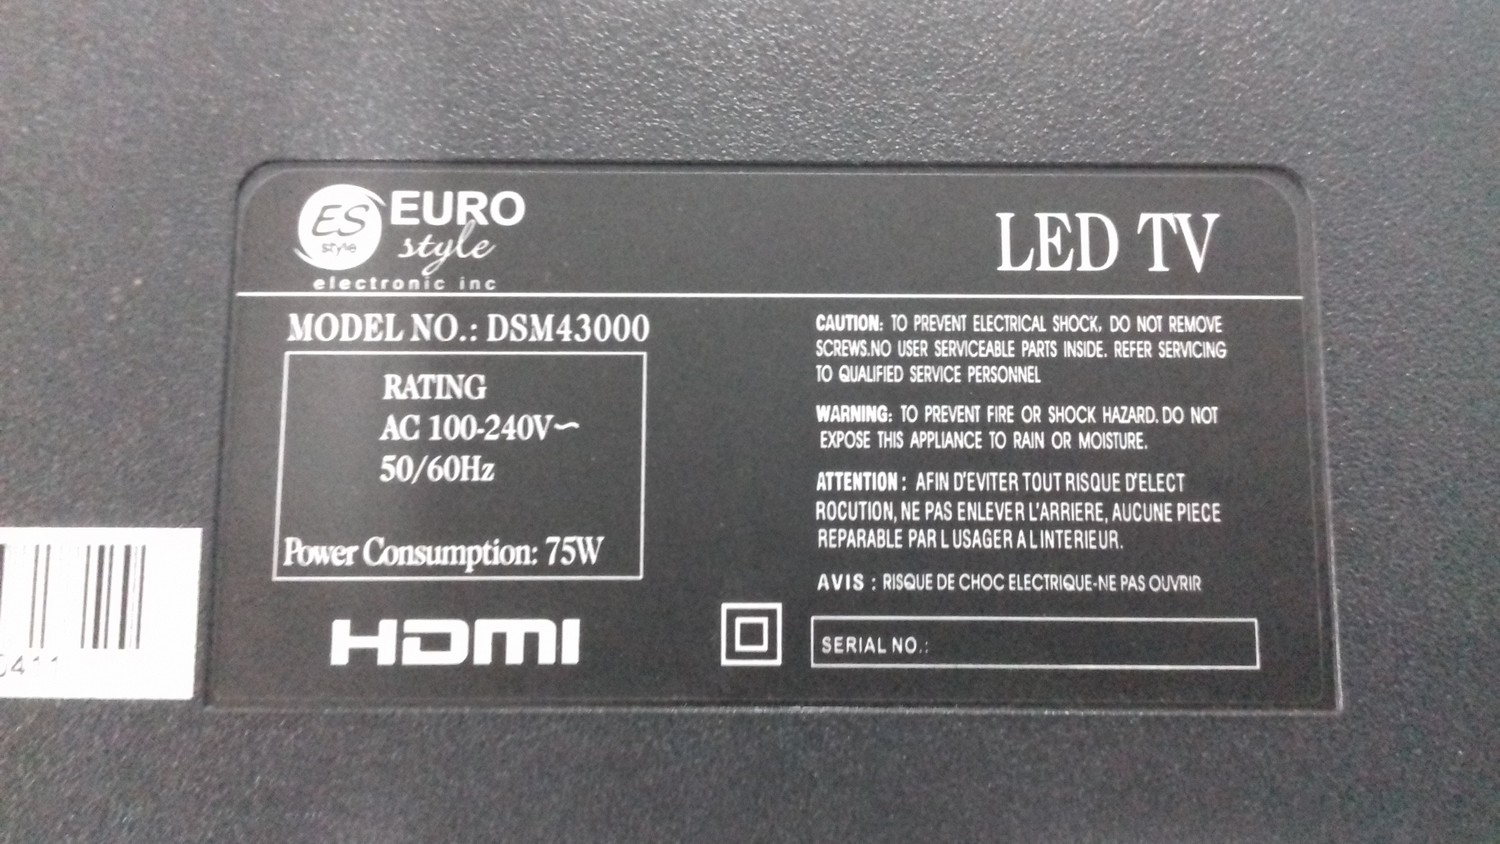 ES
style
EURO
style
electronic inc
LED TV
MODEL NO.: DSM43000
RATING
AC 100-240V~
50/60Hz
Power Consumption: 75W
HDMI
CAUTION: TO PREVENT ELECTRICAL SHOCK, DO NOT REMOVE
SCREWS.NO USER SERVICEABLE PARTS INSIDE. REFER SERVICING
TO QUALIFIED SERVICE PERSONNEL
WARNING: TO PREVENT FIRE OR SHOCK HAZARD. DO NOT
EXPOSE THIS APPLIANCE TO RAIN OR MOISTURE.
ATTENTION : AFIN D'EVITER TOUT RISQUE D'ELECT
ROCUTION, NE PAS ENLEVER L'ARRIERE, AUCUNE PIECE
REPARABLE PAR L USAGER A L INTERIEUR.
AVIS : RISQUE DE CHOC ELECTRIQUE-NE PAS OUVRIR
SERIAL NO.: